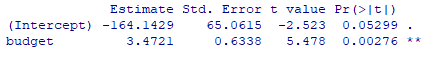 Estimate Std. Error t value Pr(>|t|)
(Intercept) -164.1429 65.0615 -2.523 0.05299 .
budget 3.4721 0.6338 5.478 0.00276 **